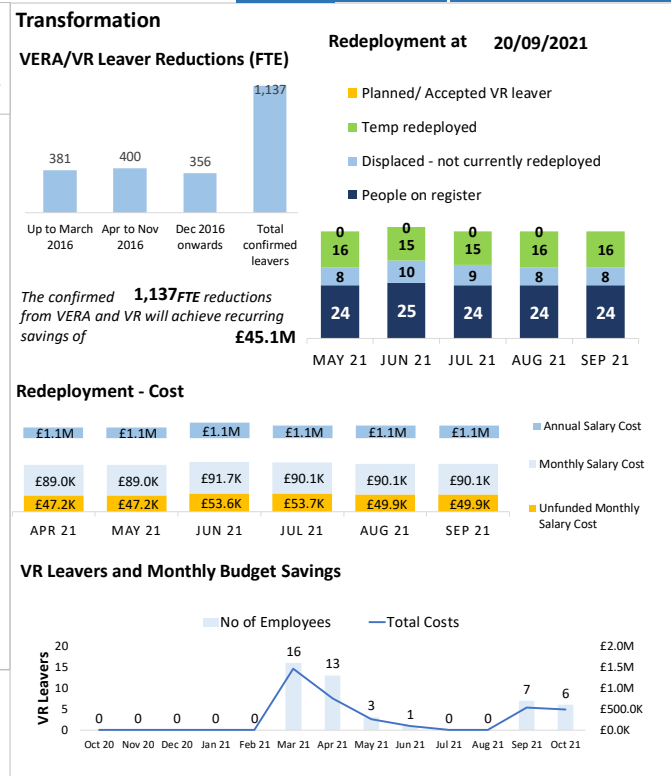 Transformation
VERA/VR Leaver Reductions (FTE)
1,137
381
400
356
Up to March 2016
Apr to Nov 2016
Dec 2016 onwards
Total confirmed leavers
The confirmed 1,137 FTE reductions
from VERA and VR will achieve recurring
savings of £45.1M
Redeployment at 20/09/2021
Planned/ Accepted VR leaver
Temp redeployed
Displaced - not currently redeployed
People on register
0 0 0 0
16 15 15 16 16
8 10 9 8 8
24 25 24 24 24
MAY 21 JUN 21 JUL 21 AUG 21 SEP 21
Redeployment - Cost
£1.1M £1.1M £1.1M £1.1M £1.1M £1.1M
£89.0K £89.0K £91.7K £90.1K £90.1K £90.1K
£47.2K £47.2K £53.6K £53.7K £49.9K £49.9K
APR 21 MAY 21 JUN 21 JUL 21 AUG 21 SEP 21
Annual Salary Cost
Monthly Salary Cost
Unfunded Monthly
Salary Cost
VR Leavers and Monthly Budget Savings
No of Employees Total Costs
VR Leavers
20
15
10
5
0
0 0 0 0 0 16 13 3 1 0 0 7 6
£2.0M
£1.5M
£1.0M
£500.0K
£0.0K
Oct 20 Nov 20 Dec 20 Jan 21 Feb 21 Mar 21 Apr 21 May 21 Jun 21 Jul 21 Aug 21 Sep 21 Oct 21